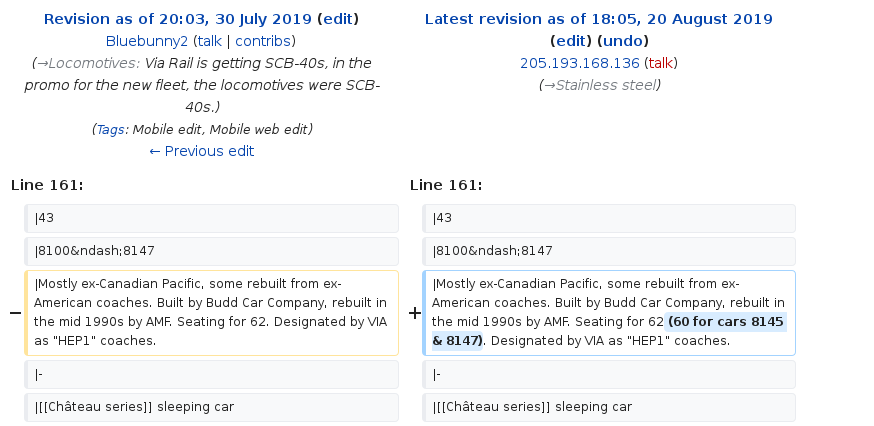 Revision as of 20:03, 30 July 2019 (edit)
Bluebunny2 (talk | contribs)
(→Locomotives: Via Rail is getting SCB-40s, in the
promo for the new fleet, the locomotives were SCB-
40s.)
(Tags: Mobile edit, Mobile web edit)
← Previous edit
Latest revision as of 18:05, 20 August 2019
(edit) (undo)
205.193.168.136 (talk)
(→Stainless steel)
Line 161:
Line 161:
|43
|43
|8100&ndash;8147
|8100&ndash;8147
−
|Mostly ex-Canadian Pacific, some rebuilt from ex-
American coaches. Built by Budd Car Company, rebuilt in
the mid 1990s by AMF. Seating for 62. Designated by VIA
as "HEP1" coaches.
+
|Mostly ex-Canadian Pacific, some rebuilt from ex-
American coaches. Built by Budd Car Company, rebuilt in
the mid 1990s by AMF. Seating for 62 (60 for cars 8145
& 8147). Designated by VIA as "HEP1" coaches.
|-
|-
|[[Château series]] sleeping car
|[[Château series]] sleeping car